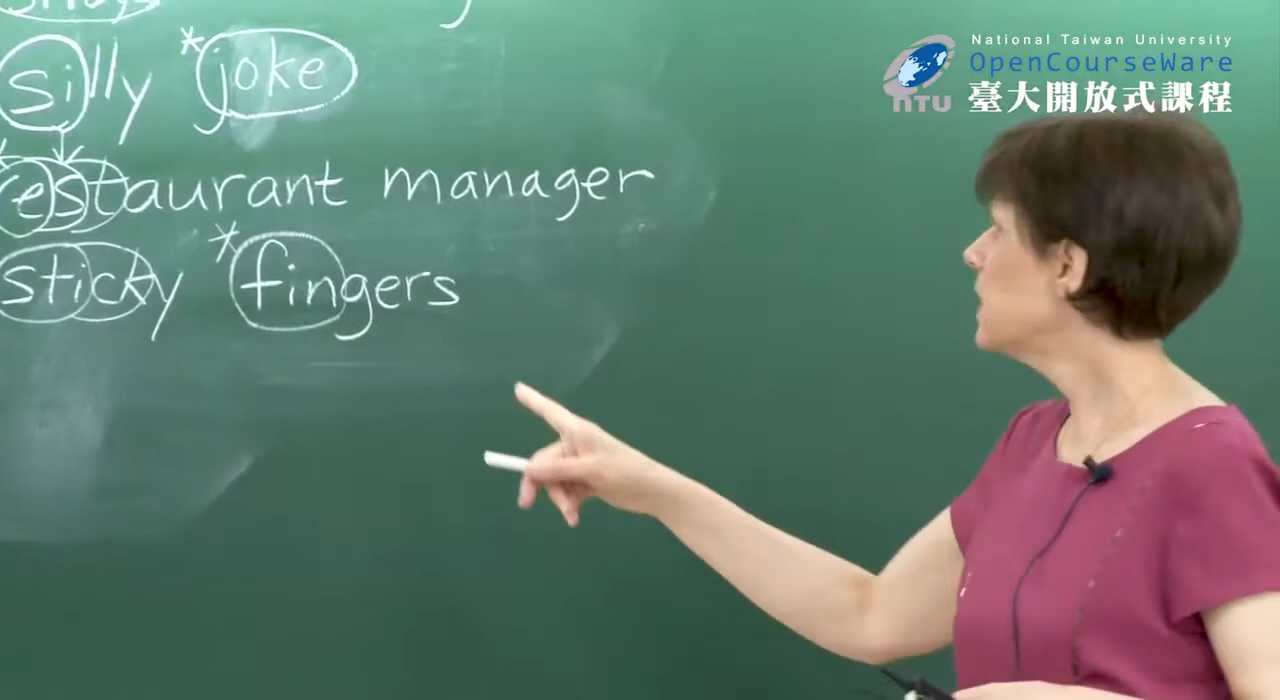 silly *joke
restaurant manager
sticky *fingers
National Taiwan University
OpenCourseWare
NTU 臺大開放式課程